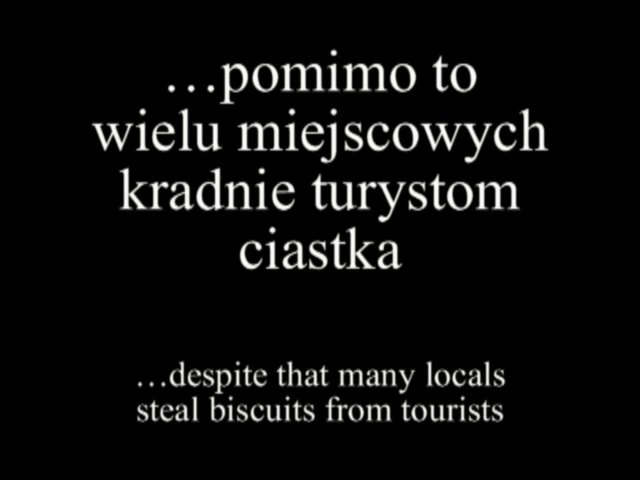 …pomimo to
wielu miejscowych
kradnie turystom
ciastka
…despite that many locals
steal biscuits from tourists